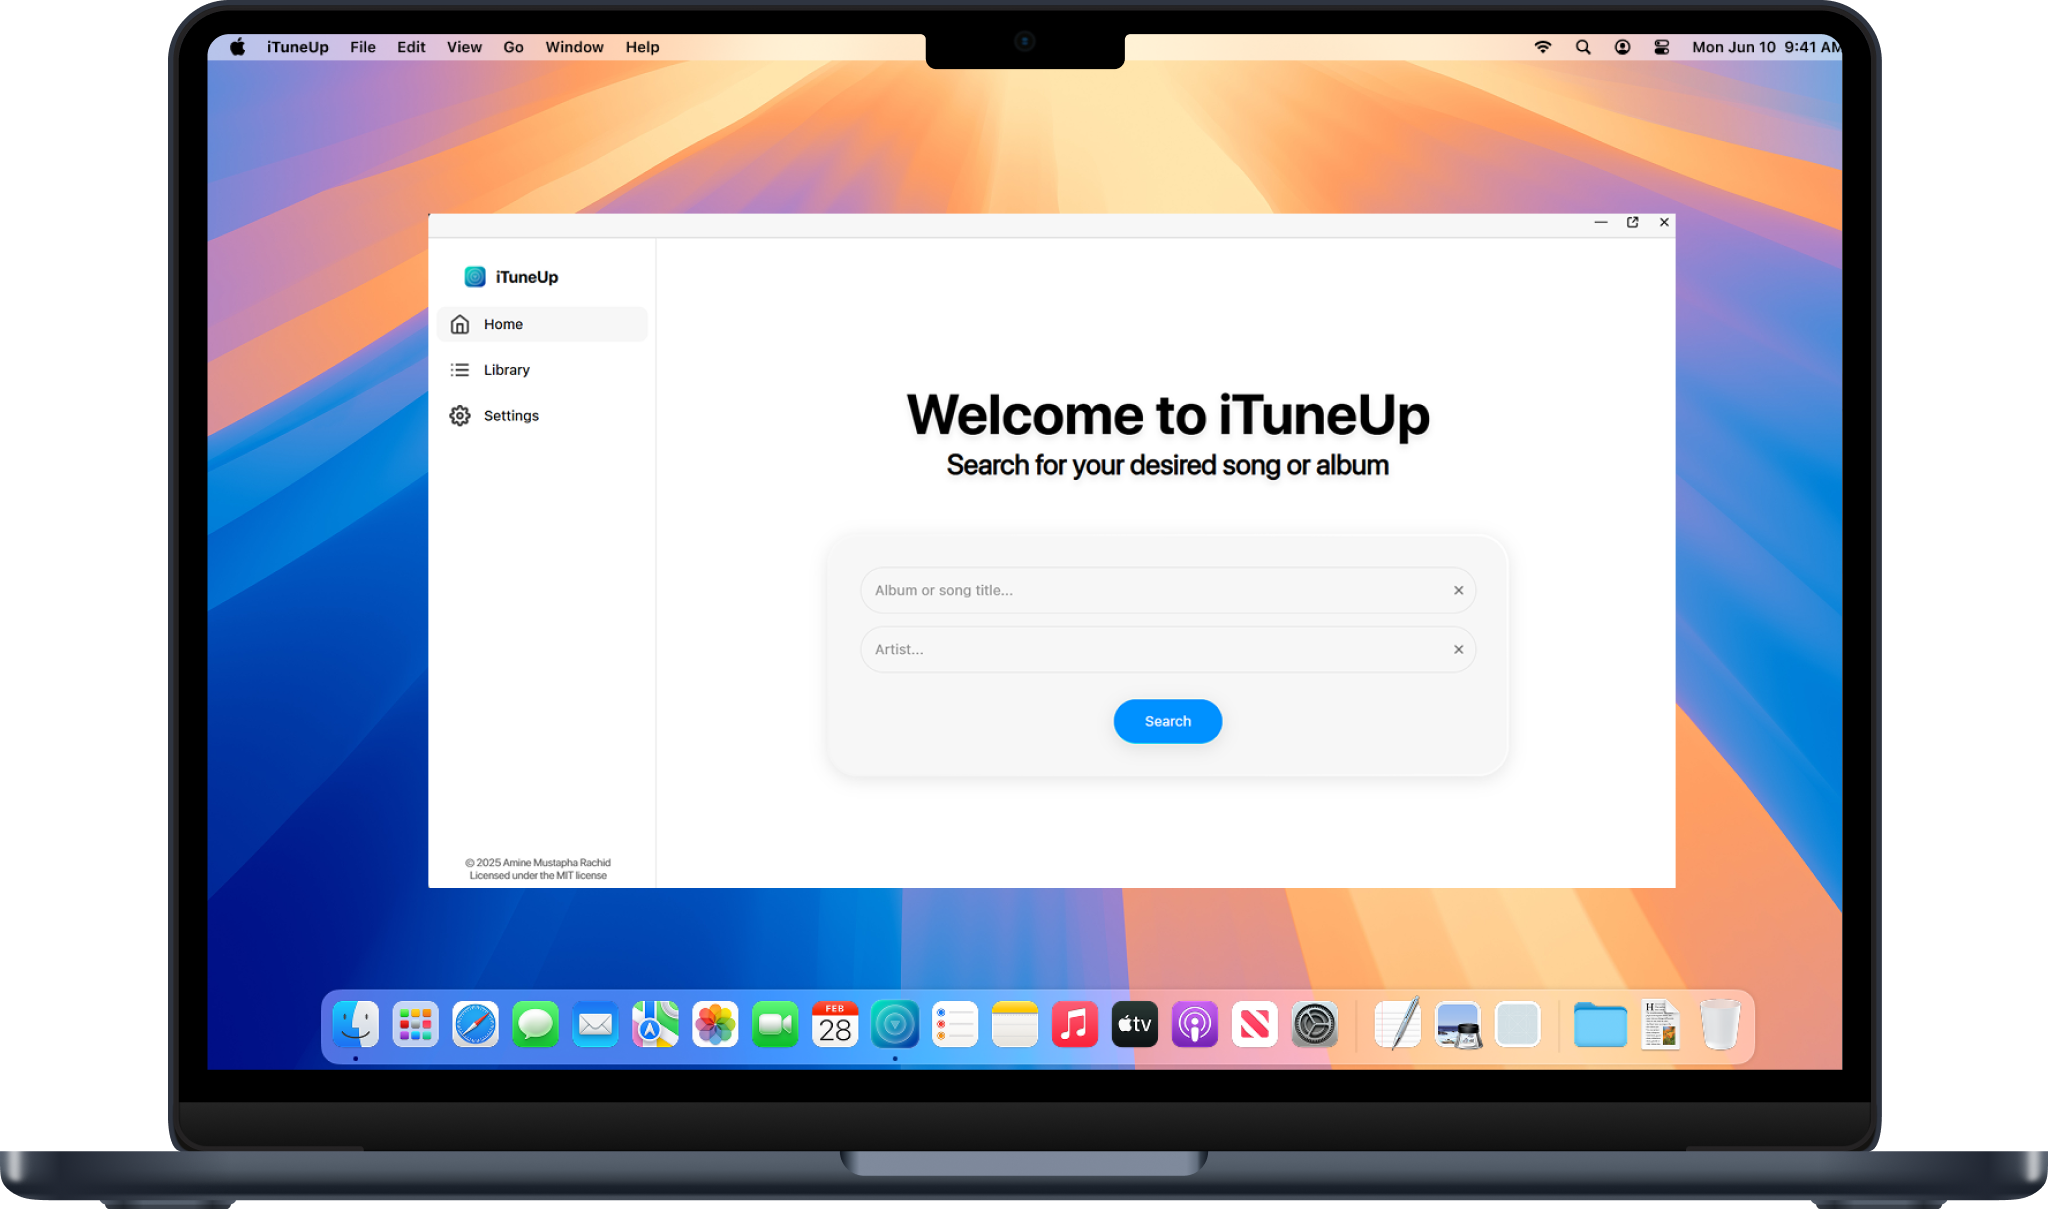 iTuneUp File Edit View Go Window Help
Mon Jun 10 9:41 AM
iTuneUp
Home
Library
Settings
© 2025 Amine Mustapha Rachid
Licensed under the MIT license
Welcome to iTuneUp
Search for your desired song or album
Album or song title...
Artist...
Search
FEB
28
tv